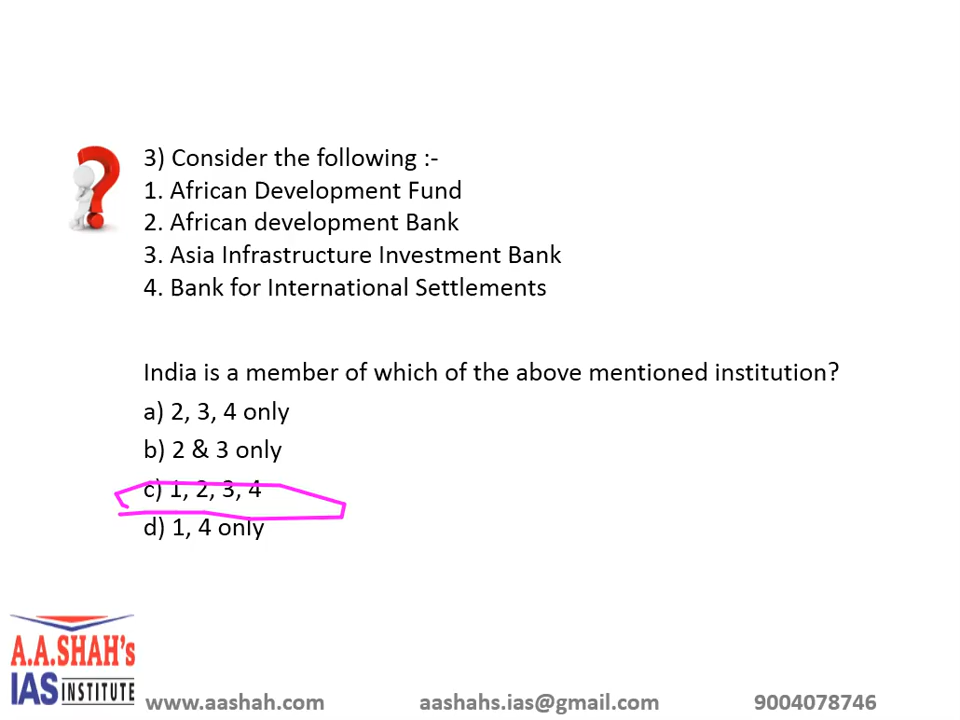 3) Consider the following :-
1. African Development Fund
2. African development Bank
3. Asia Infrastructure Investment Bank
4. Bank for International Settlements
India is a member of which of the above mentioned institution?
a) 2, 3, 4 only
b) 2 & 3 only
c) 1, 2, 3, 4
d) 1, 4 only
A.A.SHAH's
IAS INSTITUTE
www.aashah.com aashahs.ias@gmail.com 9004078746